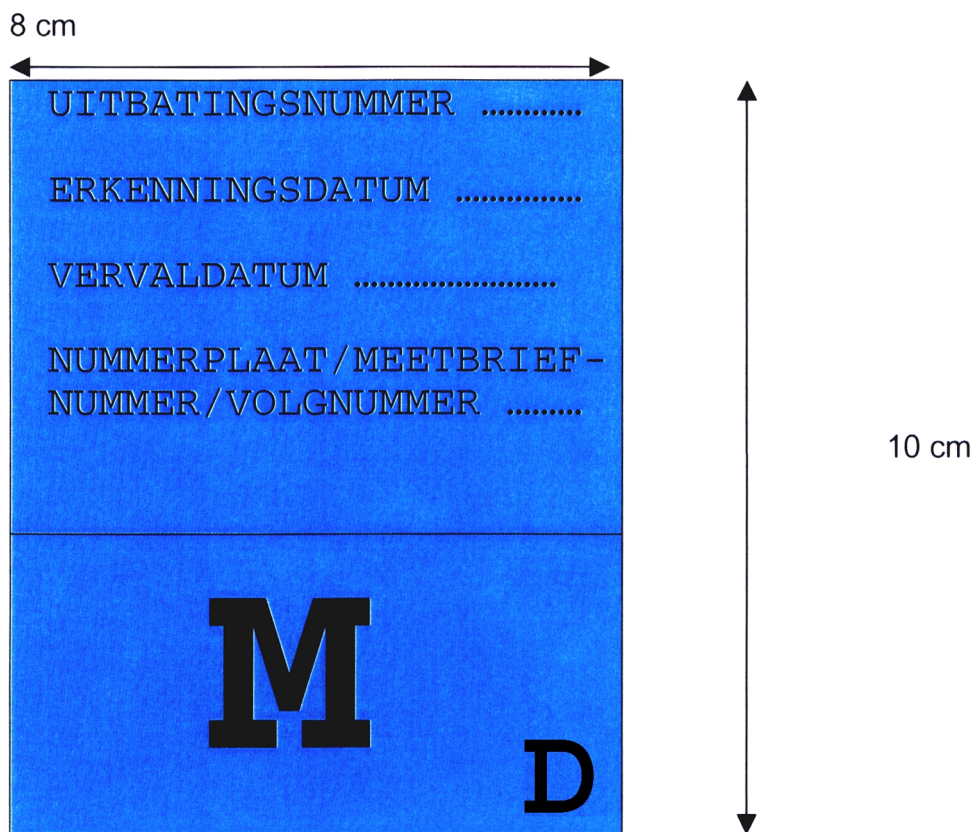 8 cm
UITBATINGSNUMMER ............
ERKENNINGSDATUM ...............
VERVALDATUM ........................
NUMMERPLAAT/MEETBRIEF-
NUMMER/VOLGNUMMER .........
10 cm
M
D